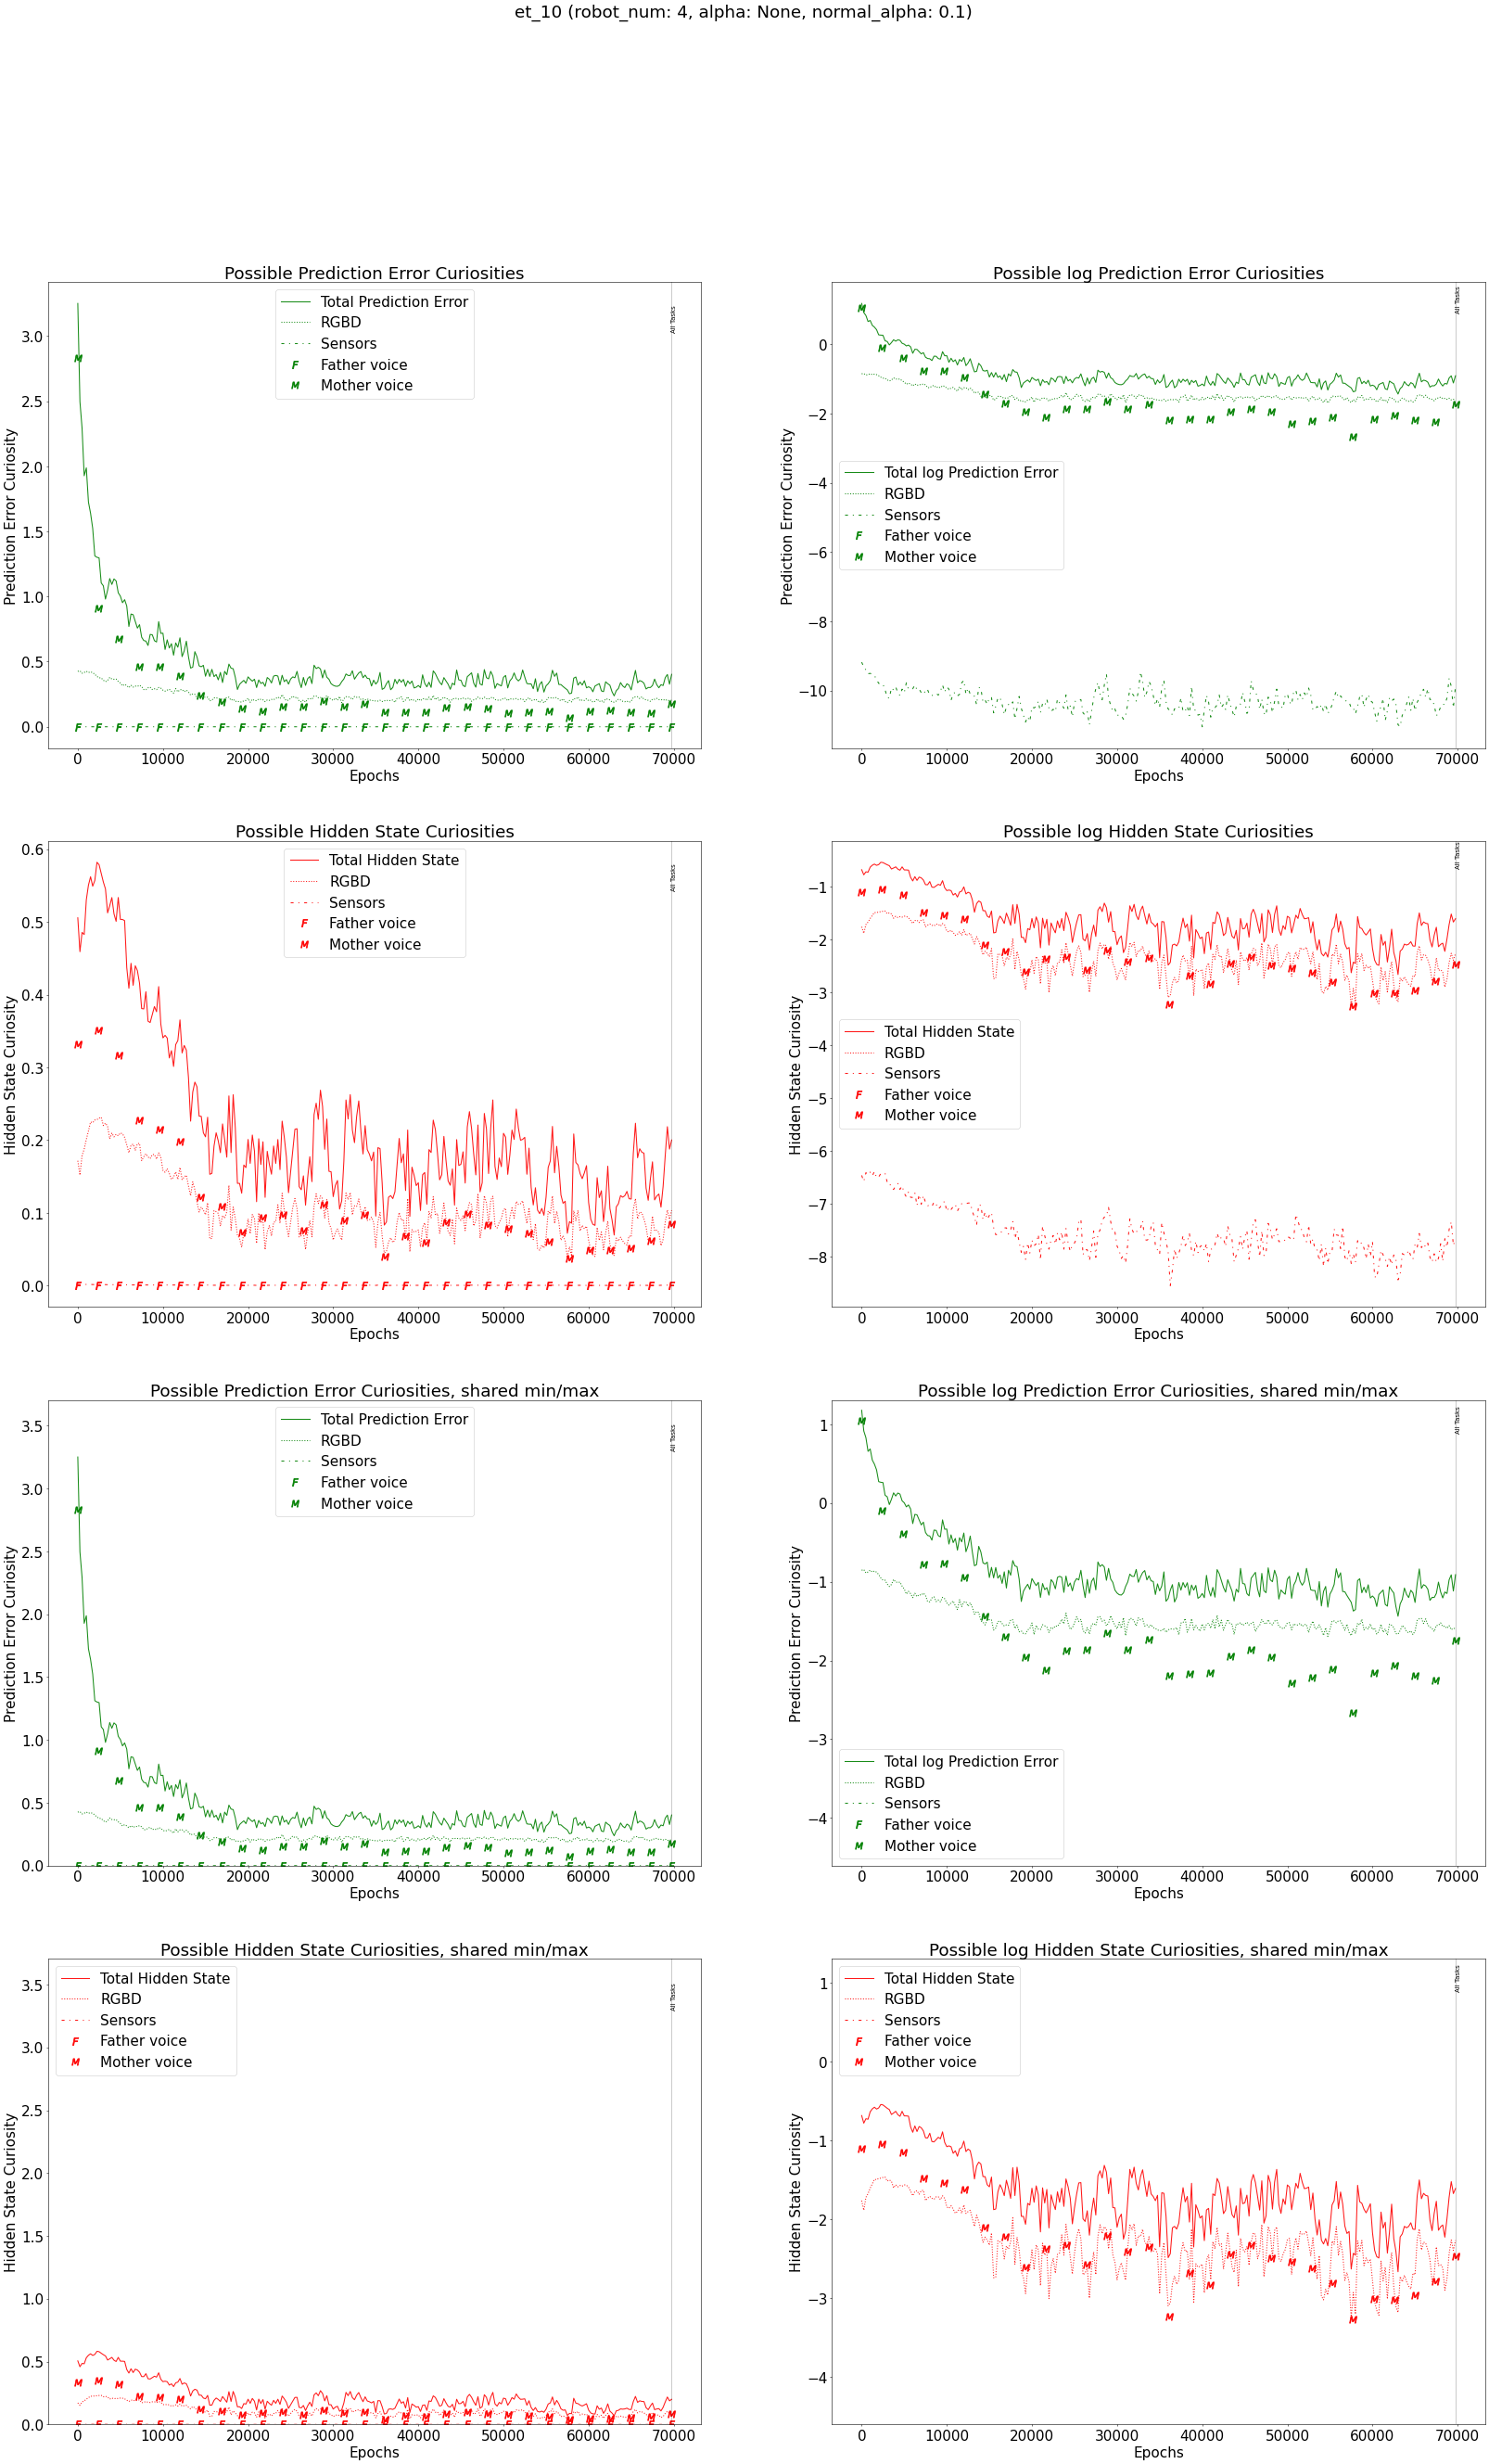 et_10 (robot_num: 4, alpha: None, normal_alpha: 0.1)
Possible Prediction Error Curiosities
Prediction Error Curiosity
3.0
2.5
2.0
1.5
1.0
0.5
0.0
Total Prediction Error
RGBD
Sensors
F Father voice
M Mother voice
All Tasks
0 10000 20000 30000 40000 50000 60000 70000
Epochs
Possible log Prediction Error Curiosities
Prediction Error Curiosity
0
−2
−4
−6
−8
−10
Total log Prediction Error
RGBD
Sensors
F Father voice
M Mother voice
All Tasks
0 10000 20000 30000 40000 50000 60000 70000
Epochs
Possible Hidden State Curiosities
Hidden State Curiosity
0.6
0.5
0.4
0.3
0.2
0.1
0.0
Total Hidden State
RGBD
Sensors
F Father voice
M Mother voice
All Tasks
0 10000 20000 30000 40000 50000 60000 70000
Epochs
Possible log Hidden State Curiosities
Hidden State Curiosity
−1
−2
−3
−4
−5
−6
−7
−8
Total Hidden State
RGBD
Sensors
F Father voice
M Mother voice
All Tasks
0 10000 20000 30000 40000 50000 60000 70000
Epochs
Possible Prediction Error Curiosities, shared min/max
Prediction Error Curiosity
3.5
3.0
2.5
2.0
1.5
1.0
0.5
0.0
Total Prediction Error
RGBD
Sensors
F Father voice
M Mother voice
All Tasks
0 10000 20000 30000 40000 50000 60000 70000
Epochs
Possible log Prediction Error Curiosities, shared min/max
Prediction Error Curiosity
1
0
−1
−2
−3
−4
Total log Prediction Error
RGBD
Sensors
F Father voice
M Mother voice
All Tasks
0 10000 20000 30000 40000 50000 60000 70000
Epochs
Possible Hidden State Curiosities, shared min/max
Hidden State Curiosity
3.5
3.0
2.5
2.0
1.5
1.0
0.5
0.0
Total Hidden State
RGBD
Sensors
F Father voice
M Mother voice
All Tasks
0 10000 20000 30000 40000 50000 60000 70000
Epochs
Possible log Hidden State Curiosities, shared min/max
Hidden State Curiosity
1
0
−1
−2
−3
−4
Total Hidden State
RGBD
Sensors
F Father voice
M Mother voice
All Tasks
0 10000 20000 30000 40000 50000 60000 70000
Epochs